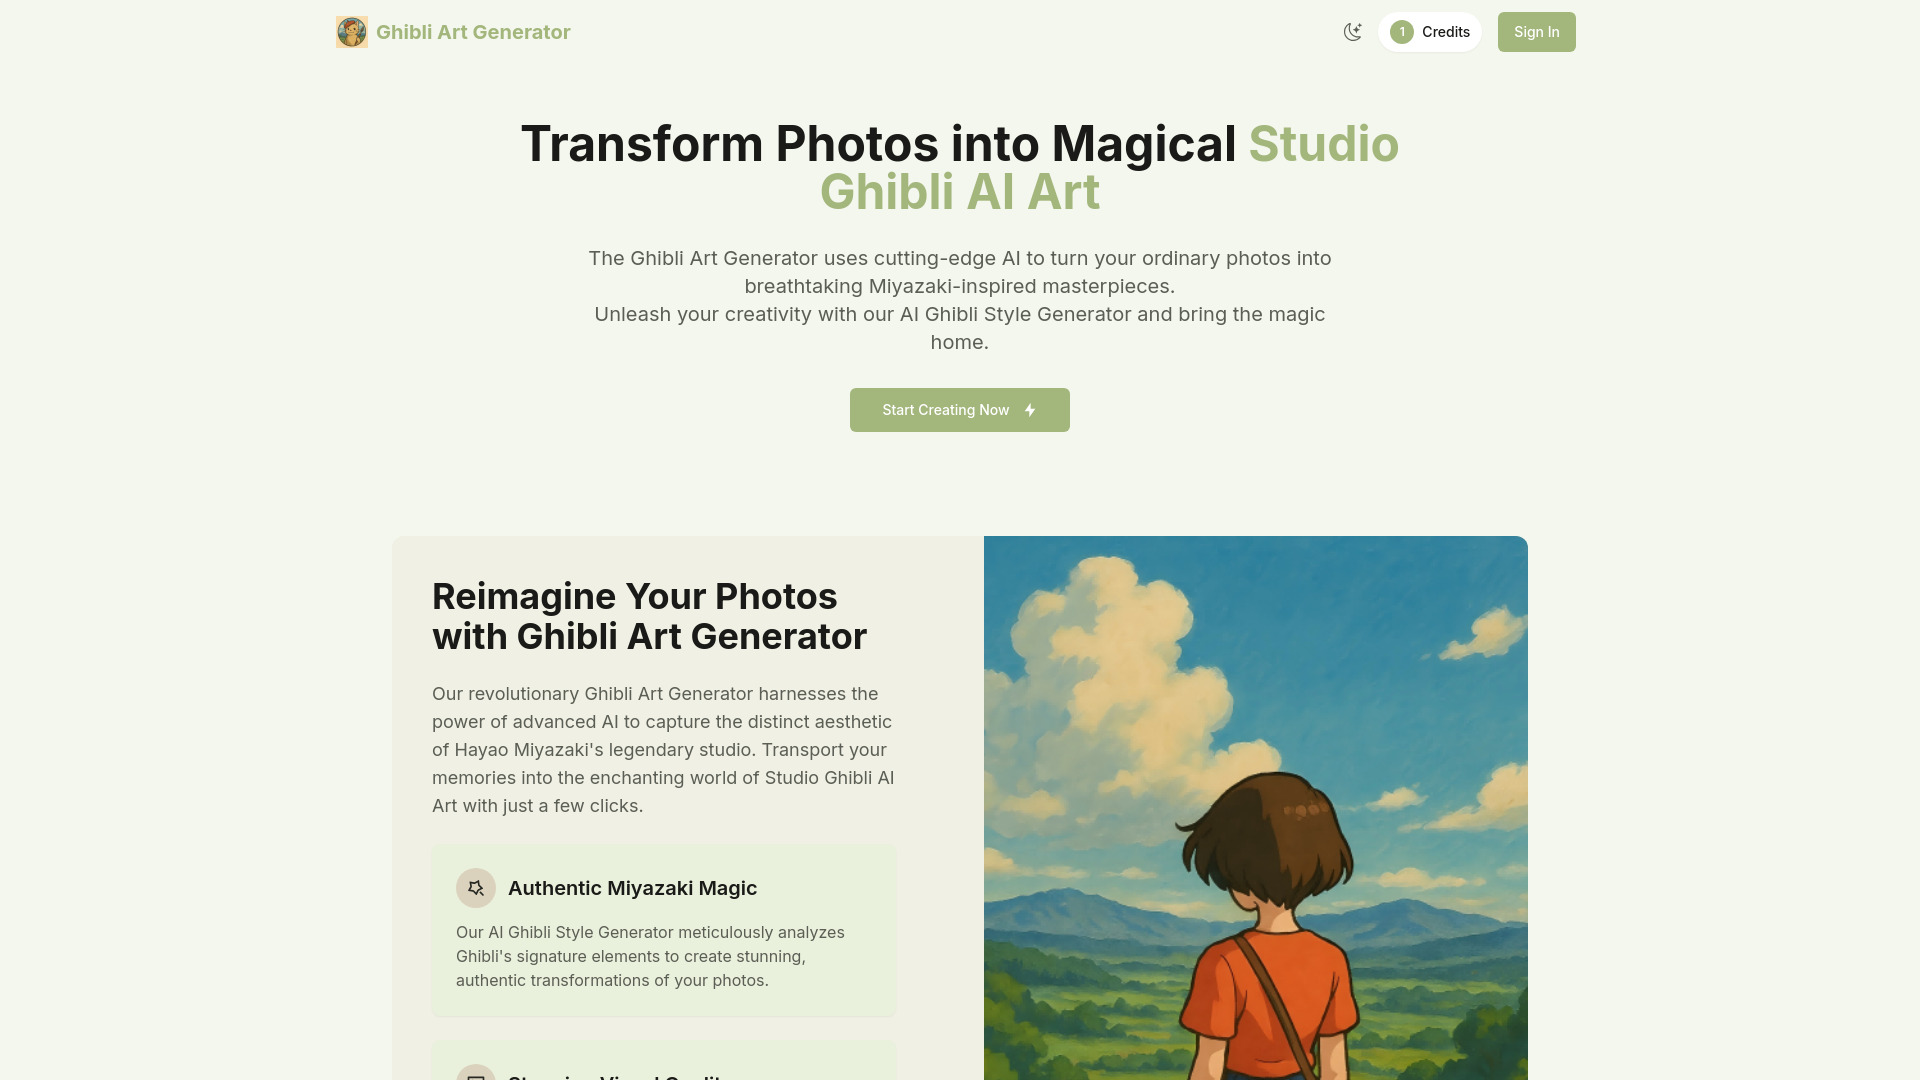 Ghibli Art Generator
1 Credits
Sign In
Transform Photos into Magical Studio
Ghibli AI Art
The Ghibli Art Generator uses cutting-edge AI to turn your ordinary photos into
breathtaking Miyazaki-inspired masterpieces.
Unleash your creativity with our AI Ghibli Style Generator and bring the magic
home.
Start Creating Now
Reimagine Your Photos
with Ghibli Art Generator
Our revolutionary Ghibli Art Generator harnesses the
power of advanced AI to capture the distinct aesthetic
of Hayao Miyazaki's legendary studio. Transport your
memories into the enchanting world of Studio Ghibli AI
Art with just a few clicks.
Authentic Miyazaki Magic
Our AI Ghibli Style Generator meticulously analyzes
Ghibli's signature elements to create stunning,
authentic transformations of your photos.